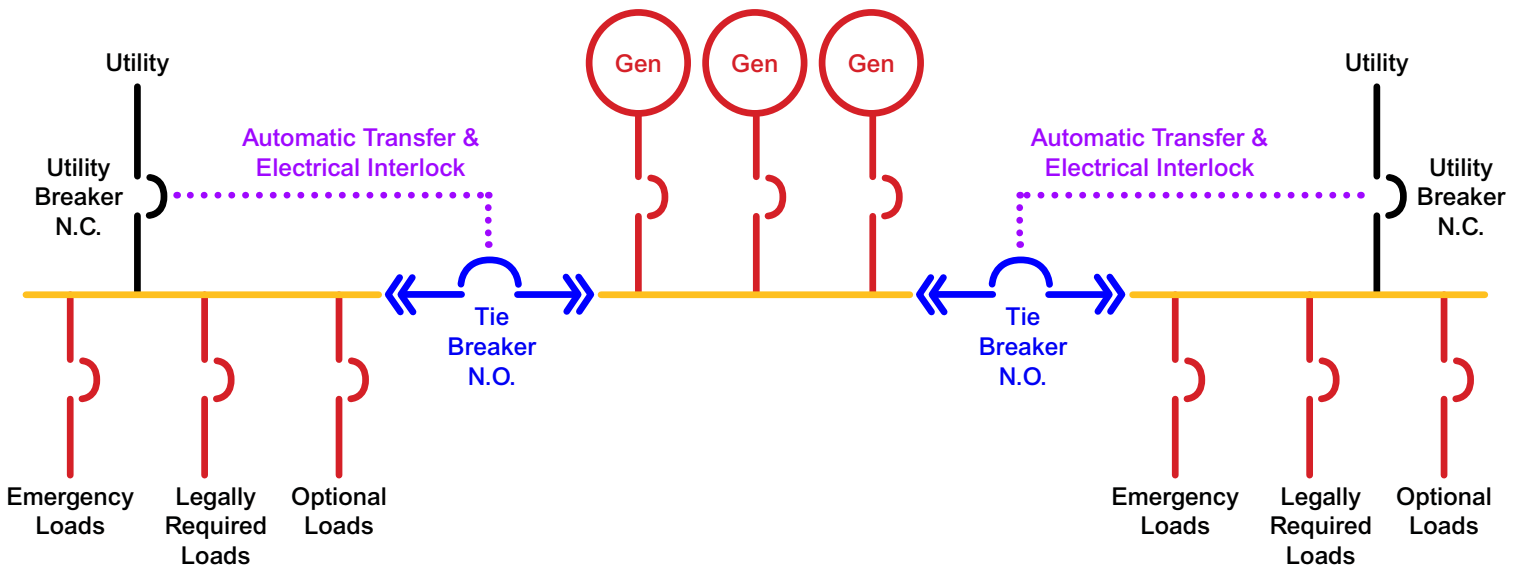 Utility
Utility
Breaker
N.C.
Automatic Transfer &
Electrical Interlock
Gen
Gen
Gen
Automatic Transfer &
Electrical Interlock
Utility
Utility
Breaker
N.C.
Tie
Breaker
N.O.
Tie
Breaker
N.O.
Emergency
Loads
Legally
Required
Loads
Optional
Loads
Emergency
Loads
Legally
Required
Loads
Optional
Loads